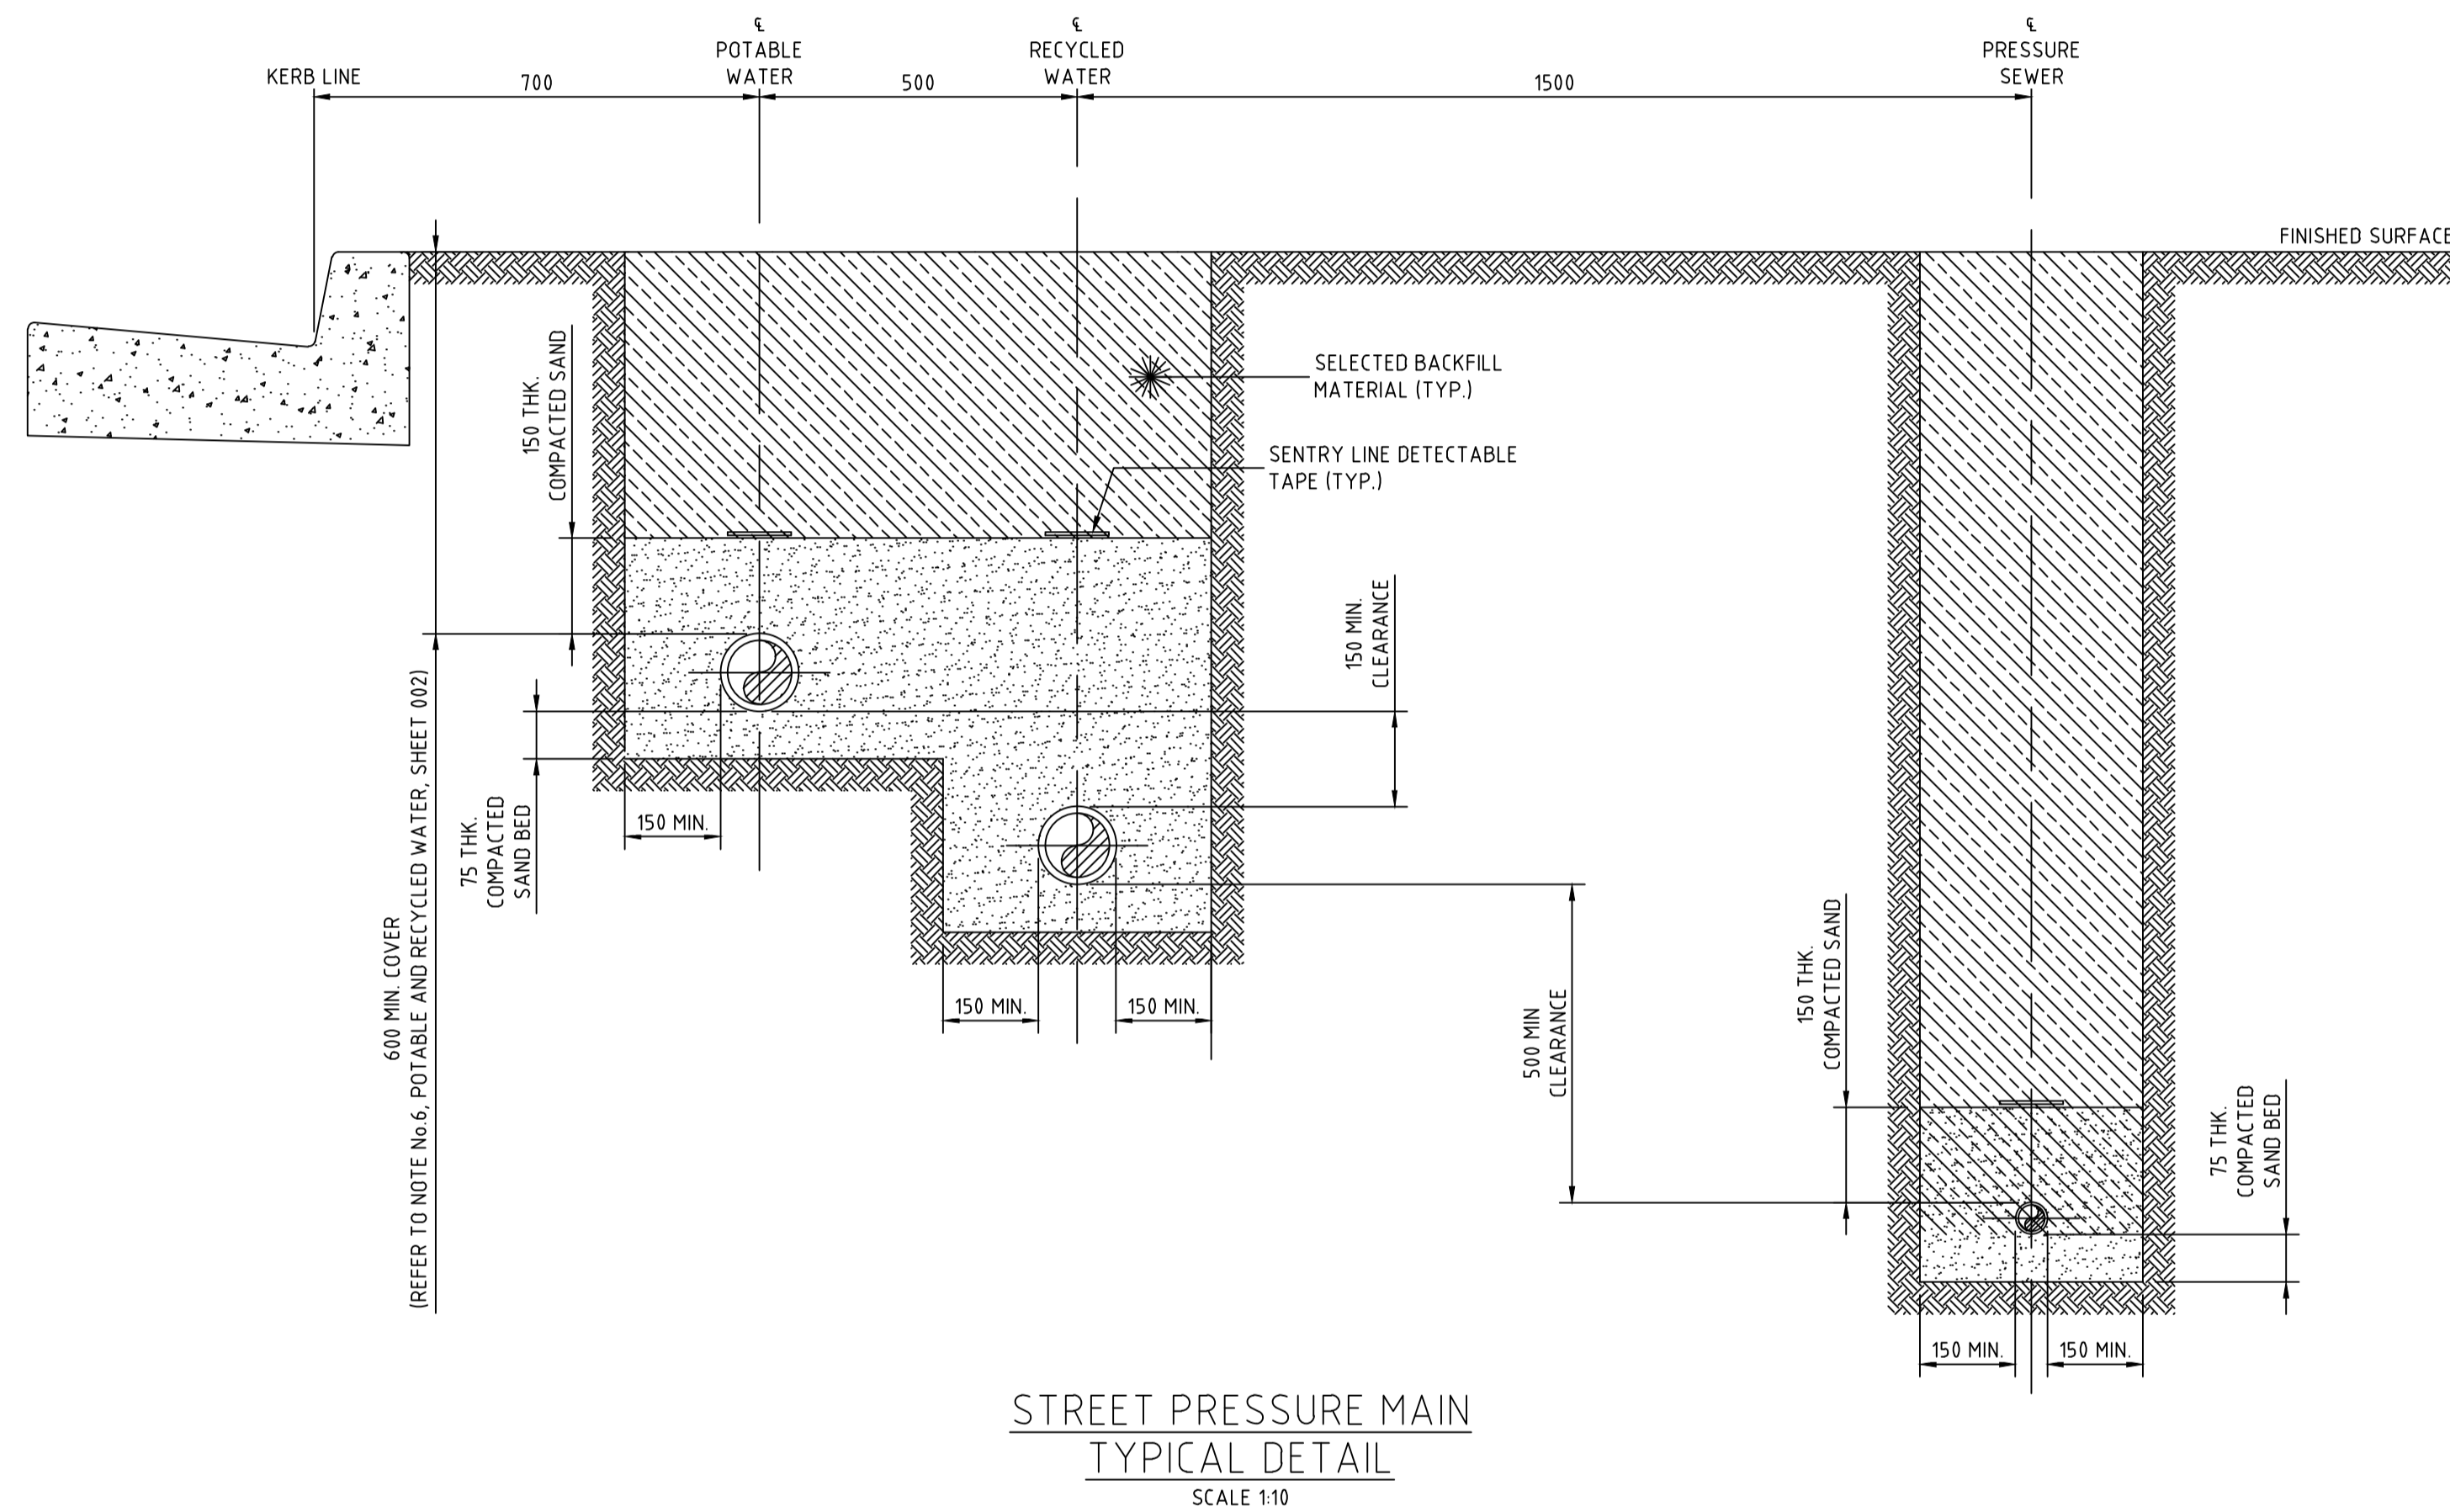 ℄
POTABLE
WATER
℄
RECYCLED
WATER
℄
PRESSURE
SEWER
KERB LINE
700
500
1500
FINISHED SURFACE
150 THK.
COMPACTED SAND
SELECTED BACKFILL
MATERIAL (TYP.)
SENTRY LINE DETECTABLE
TAPE (TYP.)
150 MIN.
CLEARANCE
600 MIN. COVER
(REFER TO NOTE No.6, POTABLE AND RECYCLED WATER, SHEET 002)
75 THK.
COMPACTED
SAND BED
150 MIN.
150 MIN.
150 MIN.
500 MIN
CLEARANCE
150 THK.
COMPACTED SAND
75 THK.
COMPACTED
SAND BED
150 MIN.
150 MIN.
STREET PRESSURE MAIN
TYPICAL DETAIL
SCALE 1:10